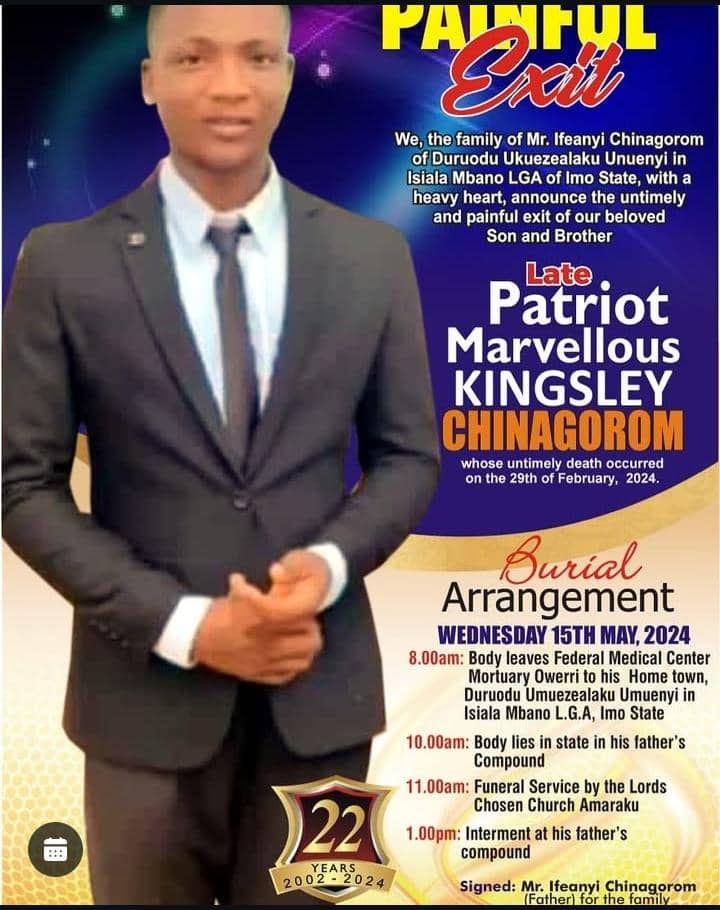 PAINFUL
Exit
We, the family of Mr. Ifeanyi Chinagorom
of Duruodu Ukuezealaku Unuenyi in
Isiala Mbano LGA of Imo State, with a
heavy heart, announce the untimely
and painful exit of our beloved
Son and Brother
Late
Patriot
Marvellous
KINGSLEY
CHINAGOROM
whose untimely death occurred
on the 29th of February, 2024.
Burial
Arrangement
WEDNESDAY 15TH MAY, 2024
8.00am: Body leaves Federal Medical Center
Mortuary Owerri to his Home town,
Duruodu Umuezealaku Umuenyi in
Isiala Mbano L.G.A, Imo State
10.00am: Body lies in state in his father's
Compound
11.00am: Funeral Service by the Lords
Chosen Church Amaraku
1.00pm: Interment at his father's
compound
22
YEARS
2002 - 2024
Signed: Mr. Ifeanyi Chinagorom
(Father) for the family